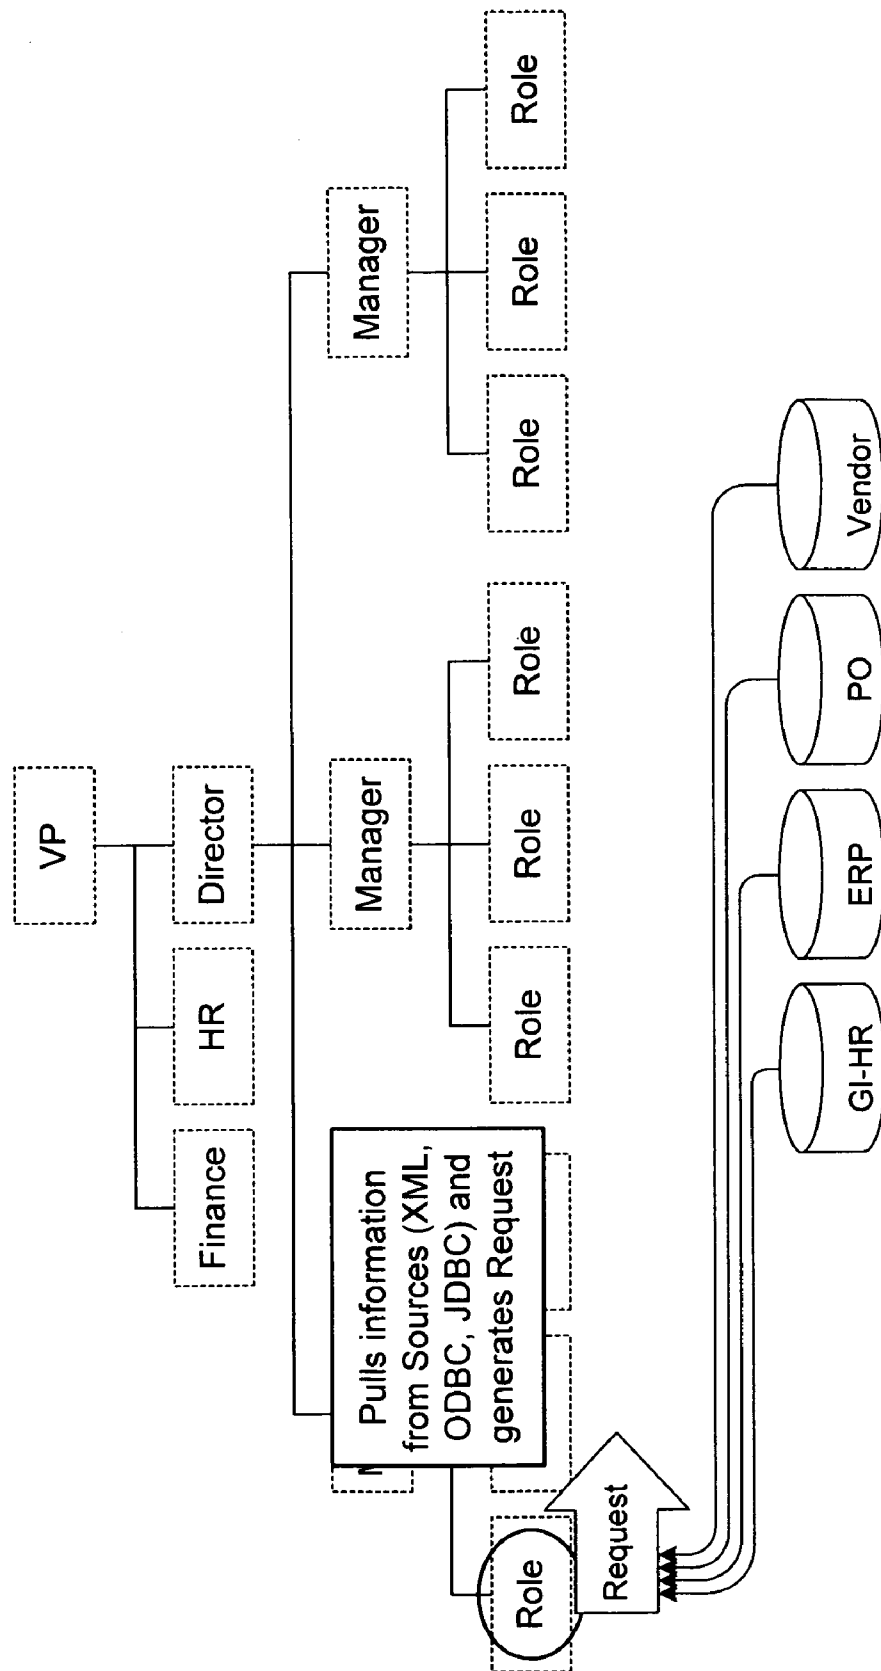 VP
Finance
HR
Director
Manager
Manager
Pulls information
from Sources (XML,
ODBC, JDBC) and
generates Request
Role
Role
Role
Role
Role
Role
Role
Request
GI-HR
ERP
PO
Vendor